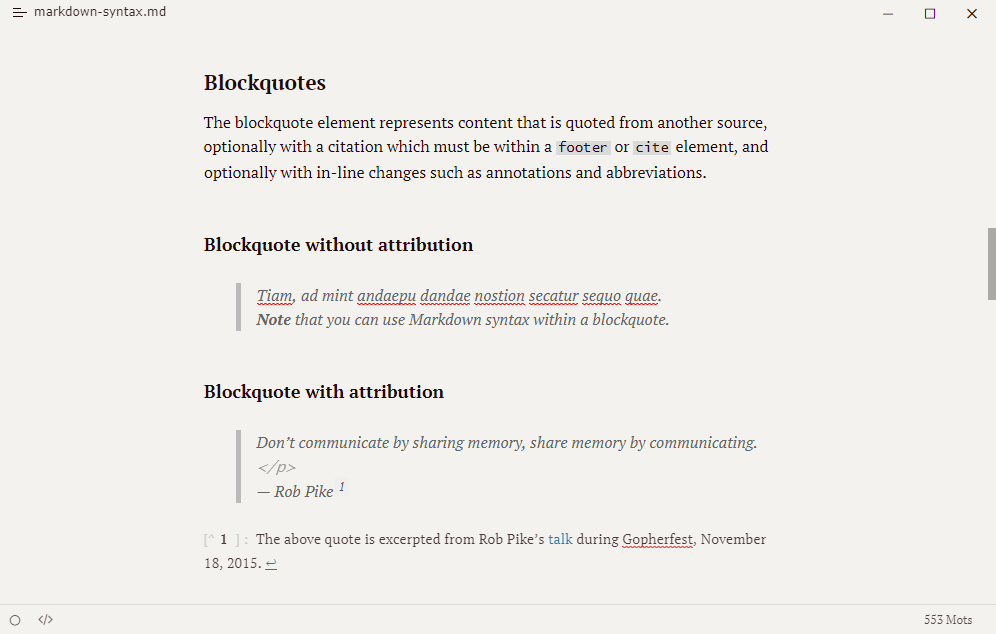 markdown-syntax.md
Blockquotes
The blockquote element represents content that is quoted from another source,
optionally with a citation which must be within a footer or cite element, and
optionally with in-line changes such as annotations and abbreviations.
Blockquote without attribution
Tiam, ad mint andaepu dandae nostion secatur sequo quae.
Note that you can use Markdown syntax within a blockquote.
Blockquote with attribution
Don’t communicate by sharing memory, share memory by communicating.
</p>
— Rob Pike 1
[^ 1 ] : The above quote is excerpted from Rob Pike’s talk during Gopherfest, November
18, 2015. ↩
</>
553 Mots